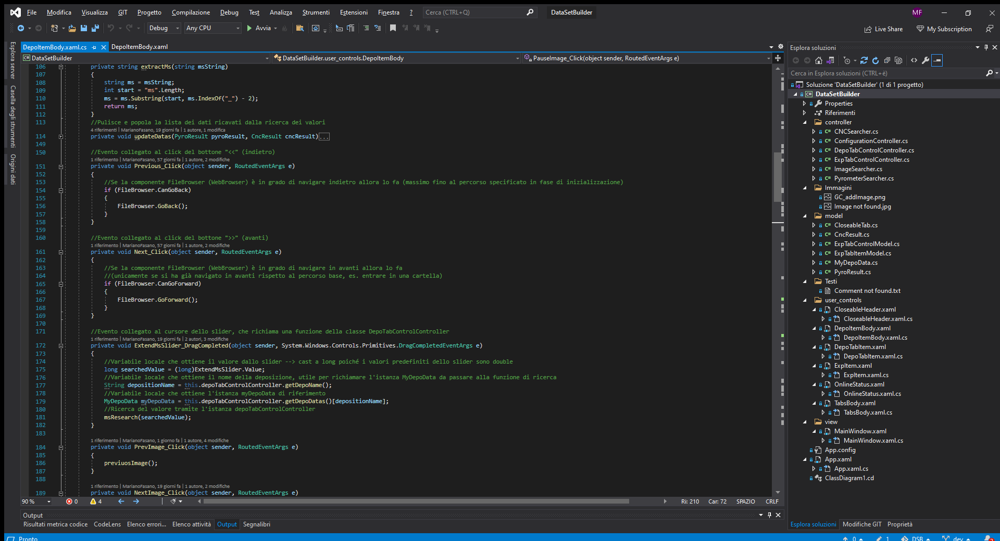 File Modifica Visualizza GIT Progetto Compilazione Debug Test Analizza Strumenti Estensioni Finestra ? Cerca (CTRL+Q) DataSetBuilder MF
Debug Any CPU Avvia Live Share My Subscription
Esplora server
Casella degli strumenti
Origini dati
DepoItemBody.xaml.cs DepoItemBody.xaml
DataSetBuilder DataSetBuilder.user_controls.DepoItemBody PauseImage_Click(object sender, RoutedEventArgs e)
106 private string extractMs(string msString)
107 {
108 string ms = msString;
109 int start = "ms".Length;
110 ms = ms.Substring(start, ms.IndexOf("_") - 2);
111 return ms;
112 }
113 //Pulisce e popola la lista dei dati ricavati dalla ricerca dei valori
4 riferimenti | MarianoFasano, 19 giorni fa | 1 autore, 1 modifica
114 private void updateDatas(PyroResult pyroResult, CncResult cncResult)...
149
150 //Evento collegato al click del bottone "<<" (indietro)
1 riferimento | MarianoFasano, 57 giorni fa | 1 autore, 2 modifiche
151 private void Previous_Click(object sender, RoutedEventArgs e)
152 {
153 //Se la componente FileBrowser (WebBrowser) è in grado di navigare indietro allora lo fa (massimo fino al percorso specificato in fase di inizializzazione)
154 if (FileBrowser.CanGoBack)
155 {
156 FileBrowser.GoBack();
157 }
158 }
159
160 //Evento collegato al click del bottone ">>" (avanti)
1 riferimento | MarianoFasano, 57 giorni fa | 1 autore, 2 modifiche
161 private void Next_Click(object sender, RoutedEventArgs e)
162 {
163 //Se la componente FileBrowser (WebBrowser) è in grado di navigare in avanti allora lo fa
164 //(unicamente se si ha già navigato in avanti rispetto al percorso base, es. entrare in una cartella)
165 if (FileBrowser.CanGoForward)
166 {
167 FileBrowser.GoForward();
168 }
169 }
170
171 //Evento collegato al cursore dello slider, che richiama una funzione della classe DepoTabControlController
1 riferimento | MarianoFasano, 19 giorni fa | 2 autori, 3 modifiche
172 private void ExtendMsSlider_DragCompleted(object sender, System.Windows.Controls.Primitives.DragCompletedEventArgs e)
173 {
174 //Variabile locale che ottiene il valore dallo slider --> cast a long poiché i valori predefiniti dello slider sono double
175 long searchedValue = (long)ExtendMsSlider.Value;
176 //Variabile locale che ottiene il nome della deposizione, utile per richiamare l'istanza MyDepoData da passare alla funzione di ricerca
177 String depositionName = this.depoTabControlController.getDepoName();
178 //Variabile locale che ottiene l'istanza myDepoData di riferimento
179 MyDepoData myDepoData = this.depoTabControlController.getDepoDatas()[depositionName];
180 //Ricerca del valore tramite l'istanza depoTabControlController
181 msResearch(searchedValue);
182 }
183
1 riferimento | MarianoFasano, 1 giorno fa | 1 autore, 4 modifiche
184 private void PrevImage_Click(object sender, RoutedEventArgs e)
185 {
186 previuosImage();
187 }
188
1 riferimento | MarianoFasano, 19 giorni fa | 1 autore, 2 modifiche
189 private void NextImage_Click(object sender, RoutedEventArgs e)
90 % 0 4 Ri: 210 Car: 72 SPAZIO CRLF
Output
Risultati metrica codice CodeLens Elenco errori... Elenco attività Output Segnalibri
Esplora soluzioni
Cerca in Esplora soluzioni (CTRL+è)
Soluzione 'DataSetBuilder' (1 di 1 progetto)
C# DataSetBuilder
Properties
Riferimenti
controller
C# CNCSearcher.cs
C# ConfigurationController.cs
C# DepoTabControlController.cs
C# ExpTabControlController.cs
C# ImageSearcher.cs
C# PyrometerSearcher.cs
Immagini
GC_addImage.png
Image not found.jpg
model
C# CloseableTab.cs
C# CncResult.cs
C# ExpTabControlModel.cs
C# ExpTabItemModel.cs
C# MyDepoData.cs
C# PyroResult.cs
Testi
Comment not found.txt
user_controls
CloseableHeader.xaml
CloseableHeader.xaml.cs
DepoItemBody.xaml
DepoItemBody.xaml.cs
DepoTabItem.xaml
DepoTabItem.xaml.cs
ExpItem.xaml
ExpItem.xaml.cs
OnlineStatus.xaml
OnlineStatus.xaml.cs
TabsBody.xaml
TabsBody.xaml.cs
view
MainWindow.xaml
MainWindow.xaml.cs
App.config
App.xaml
App.xaml.cs
ClassDiagram1.cd
Esplora soluzioni Modifiche GIT Proprietà
Pronto 0 1 DSB dev